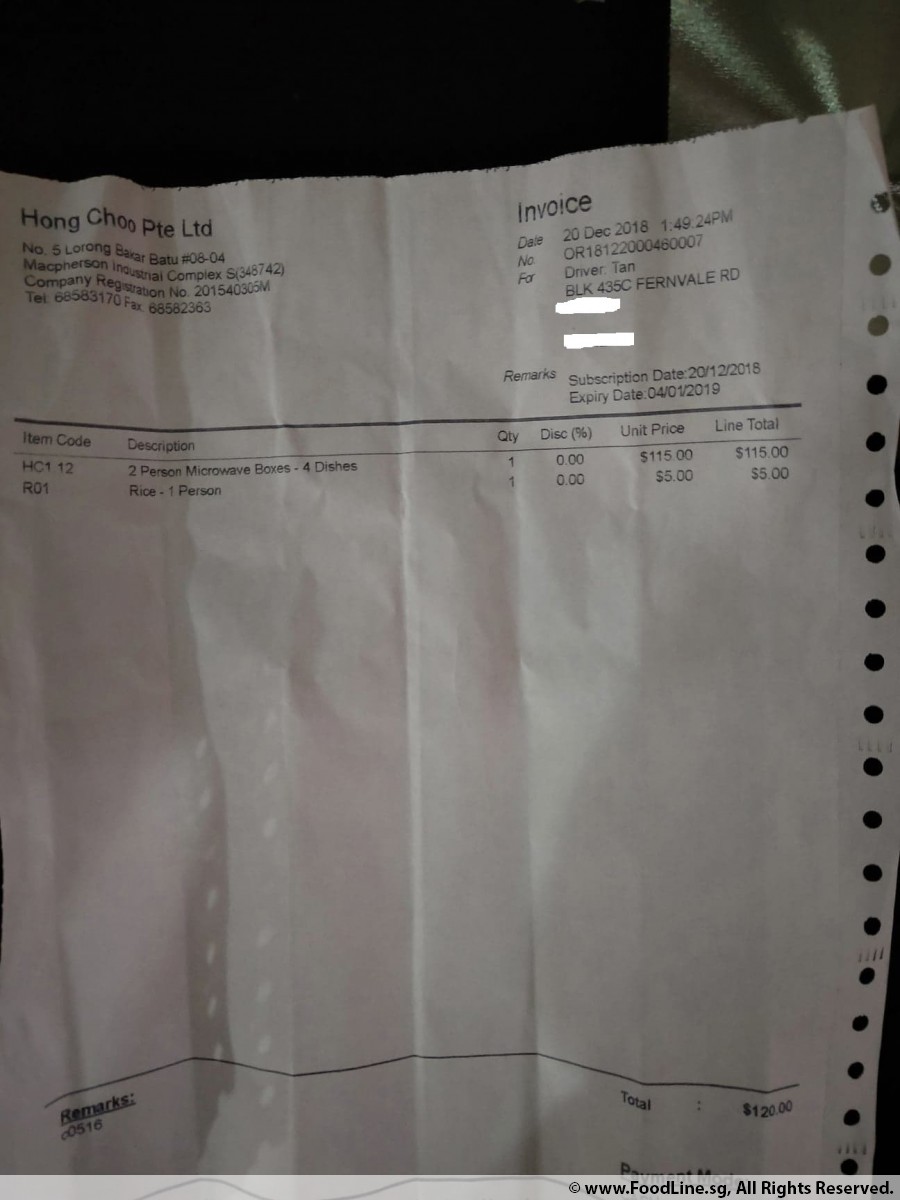 Hong Choo Pte Ltd
No. 5 Lorong Bakar Batu #08-04
Macpherson Industrial Complex S(348742)
Company Registration No. 201540305M
Tel: 68583170 Fax: 68582363
Invoice
Date 20 Dec 2018 1:49:24PM
No. OR18122000460007
For Driver: Tan
BLK 435C FERNVALE RD
Remarks Subscription Date:20/12/2018
Expiry Date:04/01/2019
Item Code Description Qty Disc (%) Unit Price Line Total
HC1 12 2 Person Microwave Boxes - 4 Dishes 1 0.00 $115.00 $115.00
R01 Rice - 1 Person 1 0.00 $5.00 $5.00
Total : $120.00
Remarks:
c0516
Payment
© www.FoodLine.sg, All Rights Reserved.